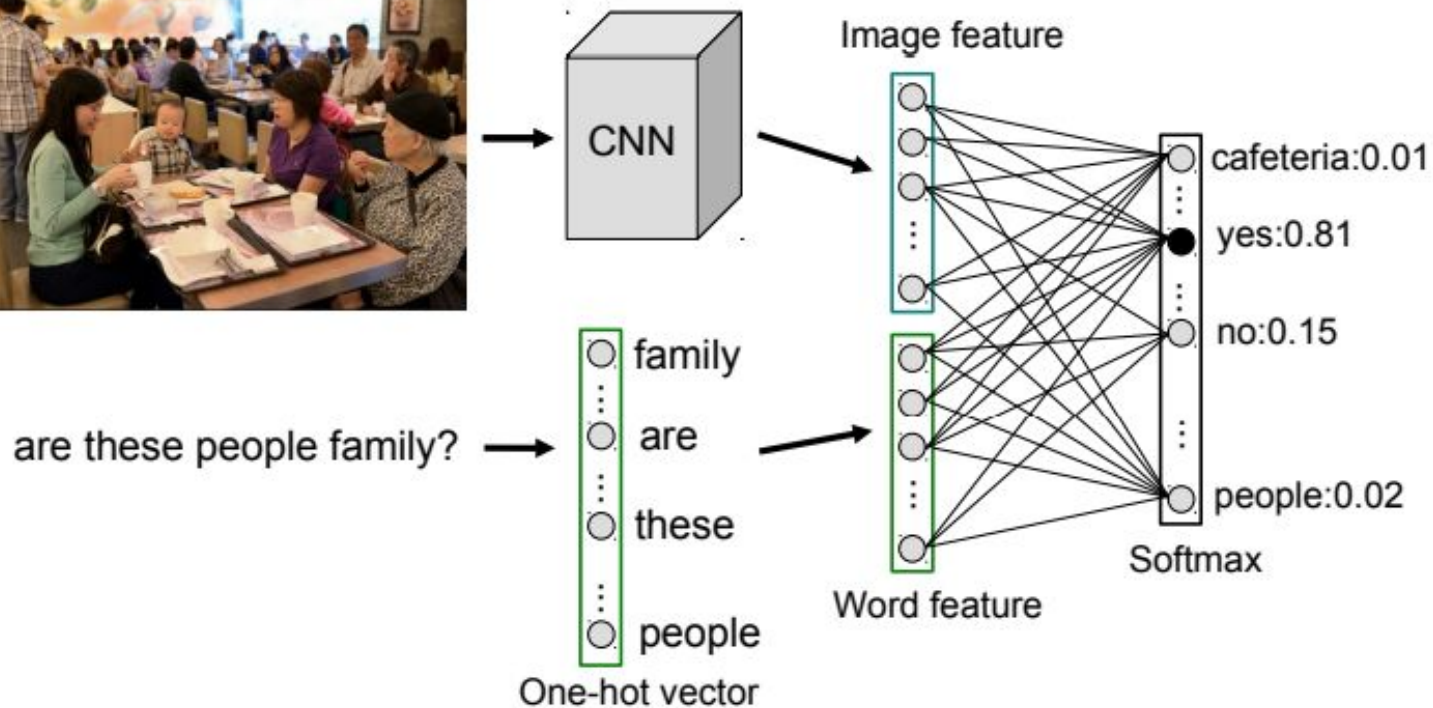 Image feature
CNN
cafeteria:0.01
yes:0.81
no:0.15
people:0.02
Softmax
are these people family?
family
are
these
people
One-hot vector
Word feature